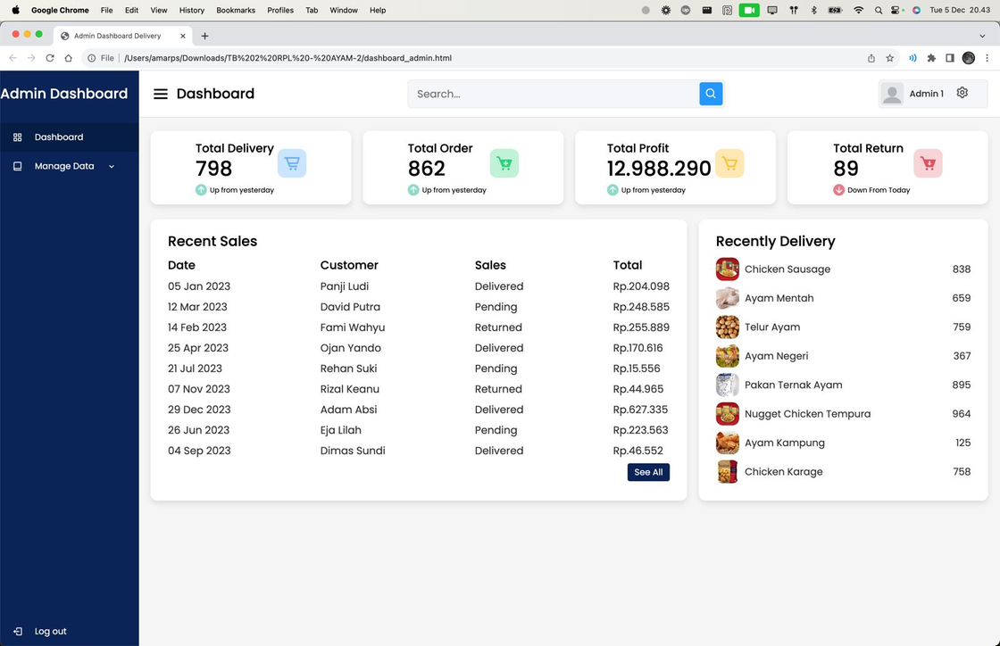 Google Chrome File Edit View History Bookmarks Profiles Tab Window Help Tue 5 Dec 20.43
Admin Dashboard Delivery
File /Users/amarps/Downloads/TB%202%20RPL%20-%20AYAM-2/dashboard_admin.html
Admin Dashboard
Dashboard
Search...
Admin 1
Dashboard
Manage Data
Total Delivery
798
Up from yesterday
Total Order
862
Up from yesterday
Total Profit
12.988.290
Up from yesterday
Total Return
89
Down From Today
Recent Sales
Date Customer Sales Total
05 Jan 2023 Panji Ludi Delivered Rp.204.098
12 Mar 2023 David Putra Pending Rp.248.585
14 Feb 2023 Fami Wahyu Returned Rp.255.889
25 Apr 2023 Ojan Yando Delivered Rp.170.616
21 Jul 2023 Rehan Suki Pending Rp.15.556
07 Nov 2023 Rizal Keanu Returned Rp.44.965
29 Dec 2023 Adam Absi Delivered Rp.627.335
26 Jun 2023 Eja Lilah Pending Rp.223.563
04 Sep 2023 Dimas Sundi Delivered Rp.46.552
See All
Recently Delivery
Chicken Sausage 838
Ayam Mentah 659
Telur Ayam 759
Ayam Negeri 367
Pakan Ternak Ayam 895
Nugget Chicken Tempura 964
Ayam Kampung 125
Chicken Karage 758
Log out